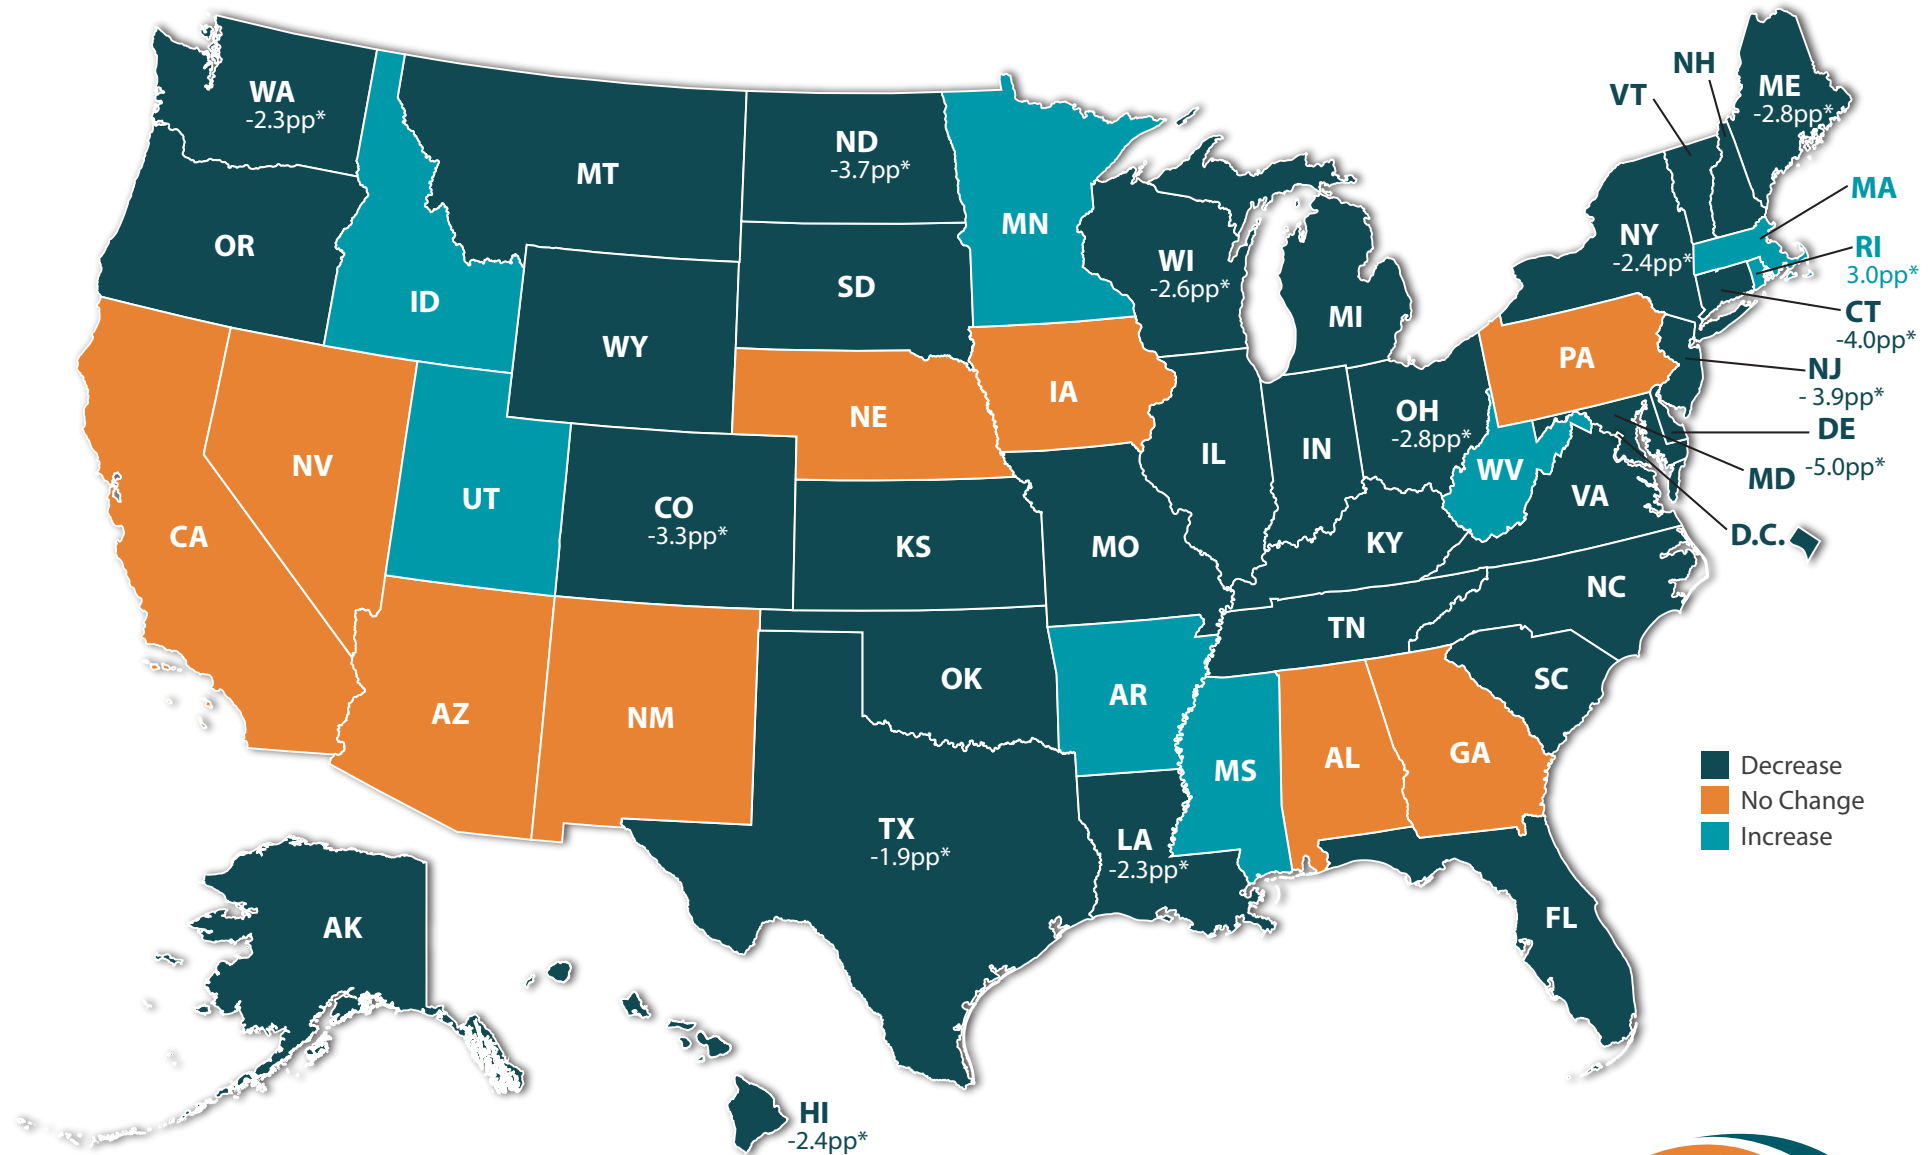 NH
VT
ME
-2.8pp*
WA
-2.3pp*
ND
-3.7pp*
MT
MN
MA
OR
NY
-2.4pp*
RI
3.0pp*
WI
-2.6pp*
SD
ID
MI
CT
-4.0pp*
WY
PA
NJ
- 3.9pp*
IA
NE
OH
-2.8pp*
DE
IL
IN
NV
WV
-5.0pp*
MD
UT
VA
CO
-3.3pp*
CA
KS
MO
KY
D.C.
NC
TN
OK
SC
AR
AZ
NM
MS
AL
GA
Decrease
No Change
Increase
TX
-1.9pp*
LA
-2.3pp*
AK
FL
HI
-2.4pp*